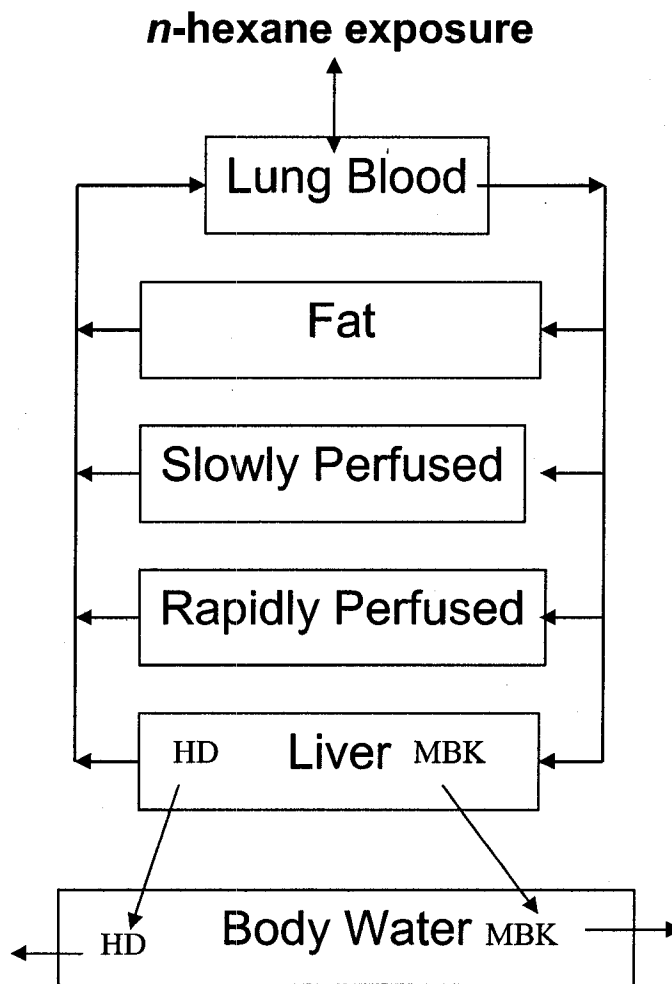 n-hexane exposure
Lung Blood
Fat
Slowly Perfused
Rapidly Perfused
HD Liver MBK
HD Body Water MBK